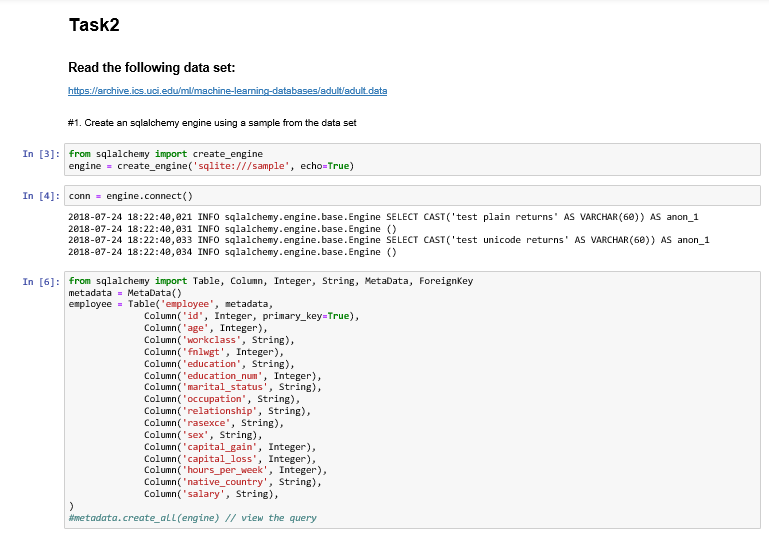 Task2
Read the following data set:
https://archive.ics.uci.edu/ml/machine-learning-databases/adult/adult.data
#1. Create an sqlalchemy engine using a sample from the data set
In [3]: from sqlalchemy import create_engine
engine = create_engine('sqlite:///sample', echo=True)
In [4]: conn = engine.connect()
2018-07-24 18:22:40,021 INFO sqlalchemy.engine.base.Engine SELECT CAST('test plain returns' AS VARCHAR(60)) AS anon_1
2018-07-24 18:22:40,031 INFO sqlalchemy.engine.base.Engine ()
2018-07-24 18:22:40,033 INFO sqlalchemy.engine.base.Engine SELECT CAST('test unicode returns' AS VARCHAR(60)) AS anon_1
2018-07-24 18:22:40,034 INFO sqlalchemy.engine.base.Engine ()
In [6]: from sqlalchemy import Table, Column, Integer, String, MetaData, ForeignKey
metadata = MetaData()
employee = Table('employee', metadata,
Column('id', Integer, primary_key=True),
Column('age', Integer),
Column('workclass', String),
Column('fnlwgt', Integer),
Column('education', String),
Column('education_num', Integer),
Column('marital_status', String),
Column('occupation', String),
Column('relationship', String),
Column('rasexce', String),
Column('sex', String),
Column('capital_gain', Integer),
Column('capital_loss', Integer),
Column('hours_per_week', Integer),
Column('native_country', String),
Column('salary', String),
)
#metadata.create_all(engine) // view the query